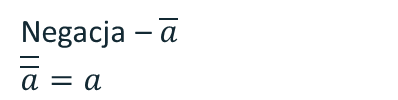 Negacja – a̅
a̿ = a